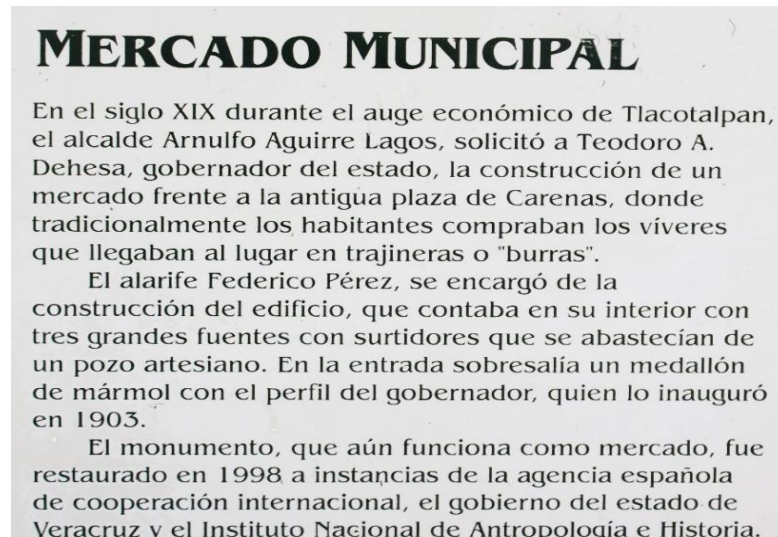 MERCADO MUNICIPAL
En el siglo XIX durante el auge económico de Tlacotalpan,
el alcalde Arnulfo Aguirre Lagos, solicitó a Teodoro A.
Dehesa, gobernador del estado, la construcción de un
mercado frente a la antigua plaza de Carenas, donde
tradicionalmente los habitantes compraban los víveres
que llegaban al lugar en trajineras o "burras".
El alarife Federico Pérez, se encargó de la
construcción del edificio, que contaba en su interior con
tres grandes fuentes con surtidores que se abastecían de
un pozo artesiano. En la entrada sobresalía un medallón
de mármol con el perfil del gobernador, quien lo inauguró
en 1903.
El monumento, que aún funciona como mercado, fue
restaurado en 1998 a instancias de la agencia española
de cooperación internacional, el gobierno del estado de
Veracruz y el Instituto Nacional de Antropología e Historia.